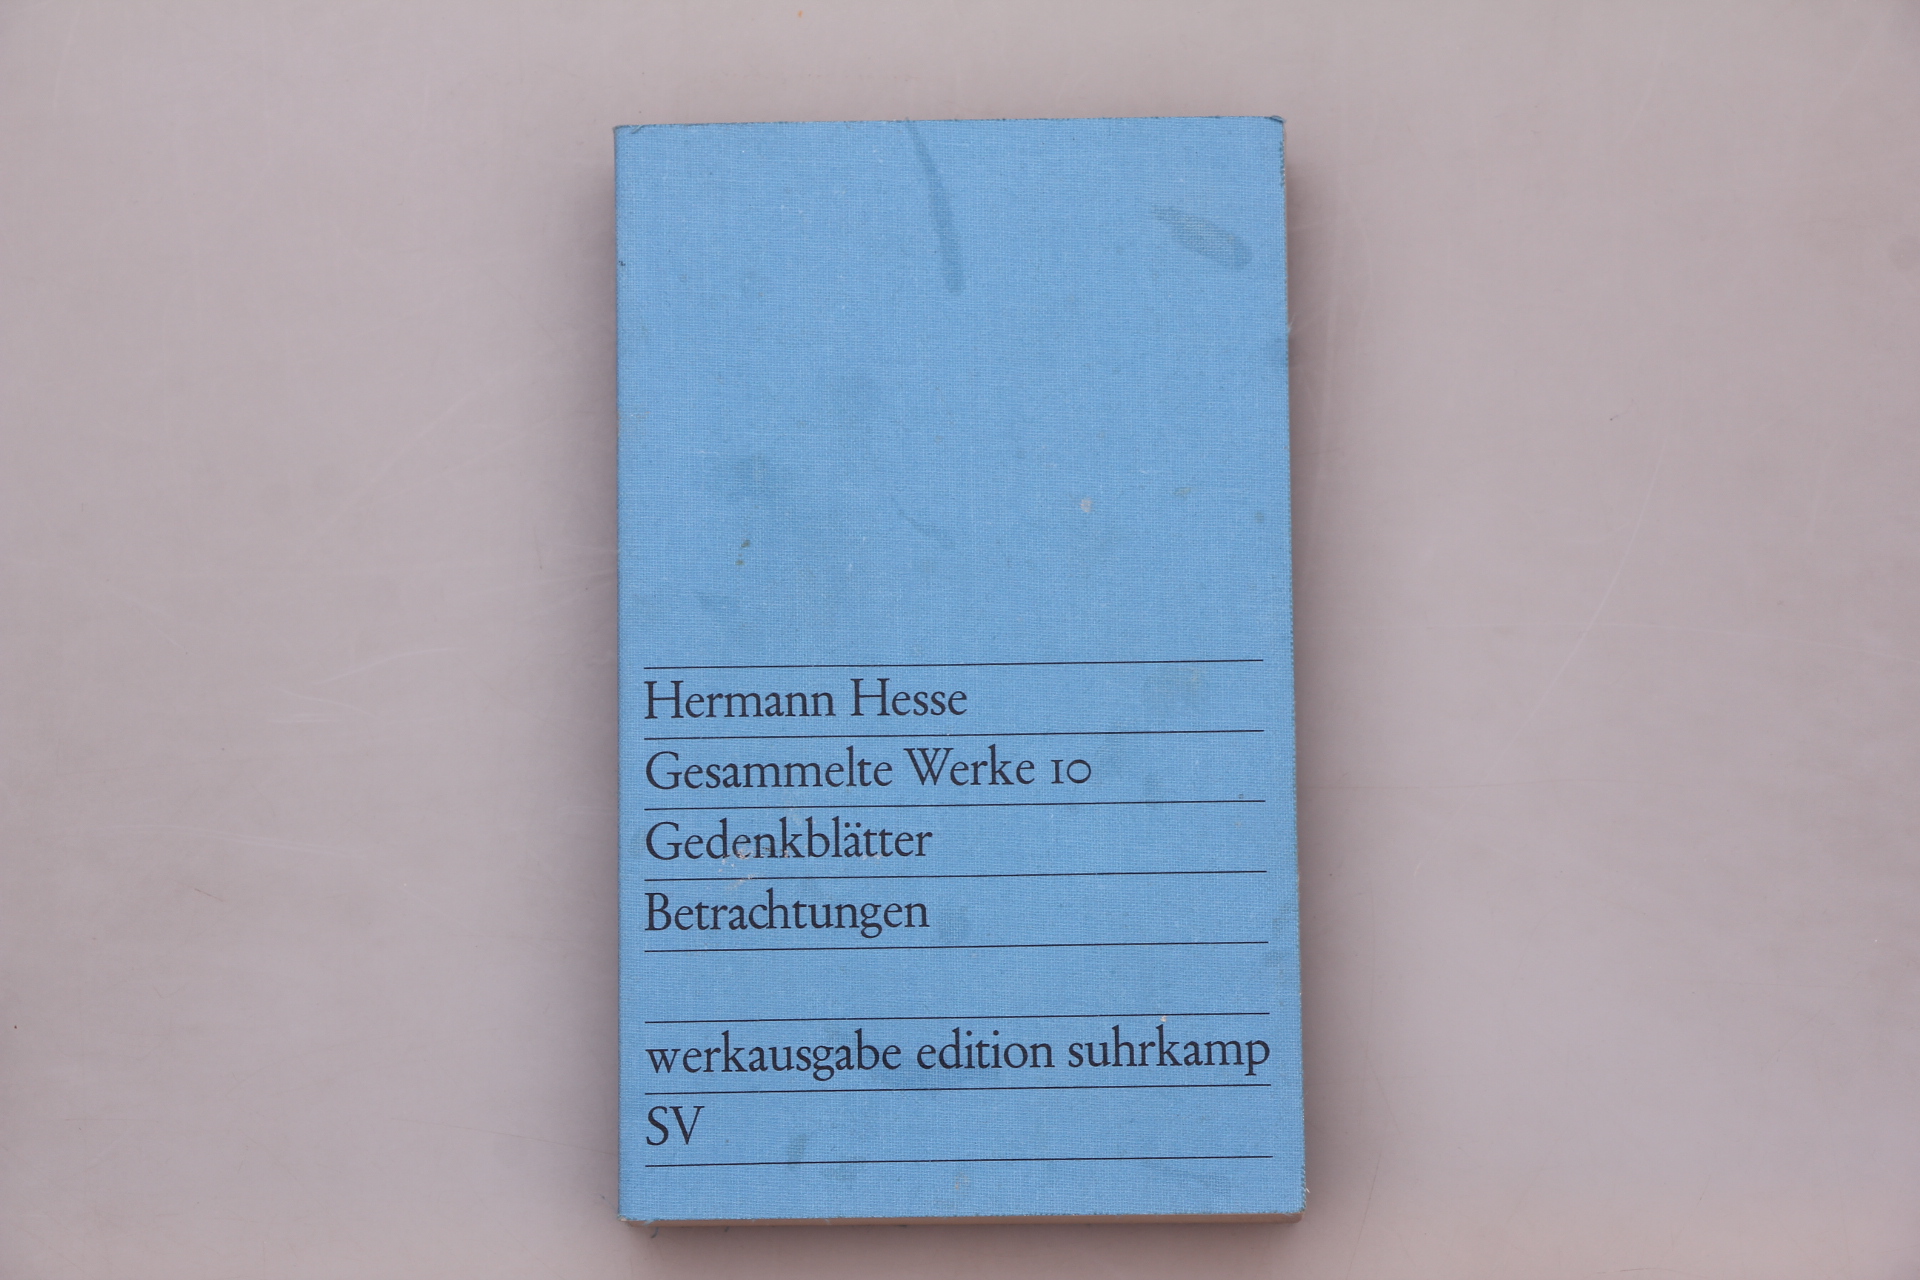 Hermann Hesse
Gesammelte Werke 10
Gedenkblätter
Betrachtungen
werkausgabe edition suhrkamp
SV